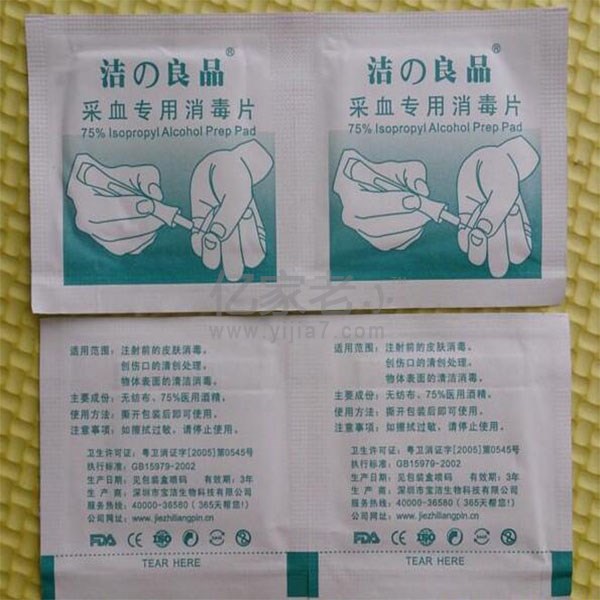 洁の良品®
采血专用消毒片
75% Isopropyl Alcohol Prep Pad
洁の良品®
采血专用消毒片
75% Isopropyl Alcohol Prep Pad
亿家老小
www.yijia7.com
适用范围: 注射前的皮肤消毒。
创伤口的清创处理。
物体表面的清洁消毒。
主要成份: 无纺布、75%医用酒精。
使用方法: 撕开包装后即可使用。
注意事项: 如擦拭过敏，请停止使用。
卫生许可证: 粤卫消证字[2005]第0545号
执行标准: GB15979-2002
生产日期: 见包装盒喷码 有效期: 3年
生 产 商: 深圳市宝洁生物科技有限公司
服务热线: 40000-36580 (365天帮您!)
公司网址: www.jiezhiliangpin.cn
FDA CE ISO
TEAR HERE
适用范围: 注射前的皮肤消毒。
创伤口的清创处理。
物体表面的清洁消毒。
主要成份: 无纺布、75%医用酒精。
使用方法: 撕开包装后即可使用。
注意事项: 如擦拭过敏，请停止使用。
卫生许可证: 粤卫消证字[2005]第0545号
执行标准: GB15979-2002
生产日期: 见包装盒喷码 有效期: 3年
生 产 商: 深圳市宝洁生物科技有限公司
服务热线: 40000-36580 (365天帮您!)
公司网址: www.jiezhiliangpin.cn
FDA CE ISO
TEAR HERE